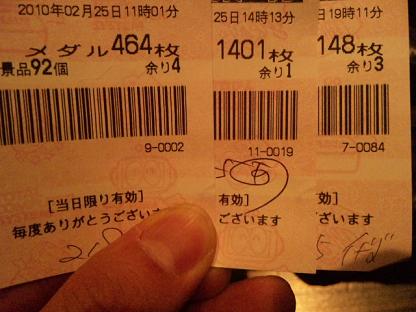 2010年02月25日11時01分
メダル464枚
景品92個 余り4
9-0002
[当日限り有効]
毎度ありがとうござい
218
25日14時13分
1401枚
余り1
11-0019
有効]
ございます
日19時11分
148枚
余り3
7-0084
効]
ざいます